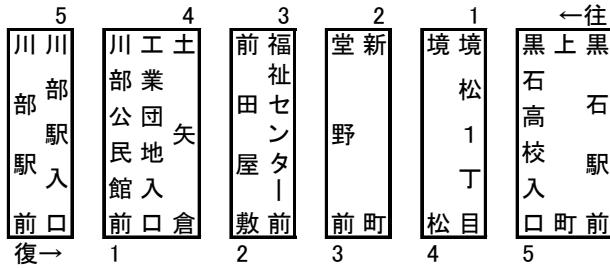 ←往
1
2
3
4
5
黒石駅前
上町
黒石高校入口
境松1丁目
境松
新町
堂野前
福祉センター前
前田屋敷
土矢倉
工業団地入口
川部公民館前
川部駅入口
川部駅前
復→
1
2
3
4
5